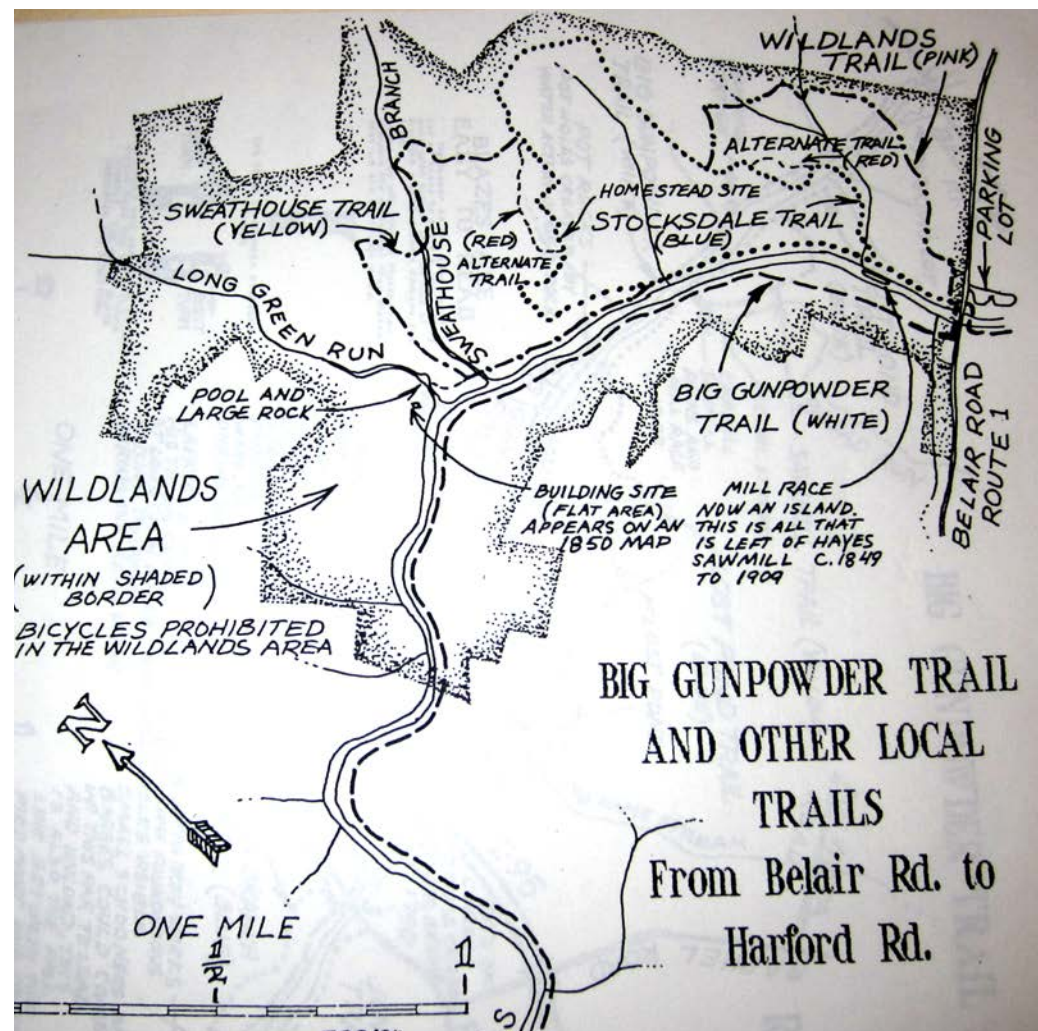 WILDLANDS
TRAIL (PINK)
BRANCH
ALTERNATE TRAIL
(RED)
PARKING
LOT
HOMESTEAD SITE
SWEATHOUSE TRAIL
(YELLOW)
STOCKSDALE TRAIL
(BLUE)
(RED)
ALTERNATE
TRAIL
SWEATHOUSE
LONG GREEN RUN
POOL AND
LARGE ROCK
BIG GUNPOWDER
TRAIL (WHITE)
BELAIR ROAD
ROUTE 1
WILDLANDS
AREA
(WITHIN SHADED
BORDER)
BICYCLES PROHIBITED
IN THE WILDLANDS AREA
BUILDING SITE
(FLAT AREA)
APPEARS ON AN
1850 MAP
MILL RACE
NOW AN ISLAND.
THIS IS ALL THAT
IS LEFT OF HAYES
SAWMILL C.1849
TO 1909
BIG GUNPOWDER TRAIL
AND OTHER LOCAL
TRAILS
From Belair Rd. to
Harford Rd.
N
ONE MILE
1/2
1
S